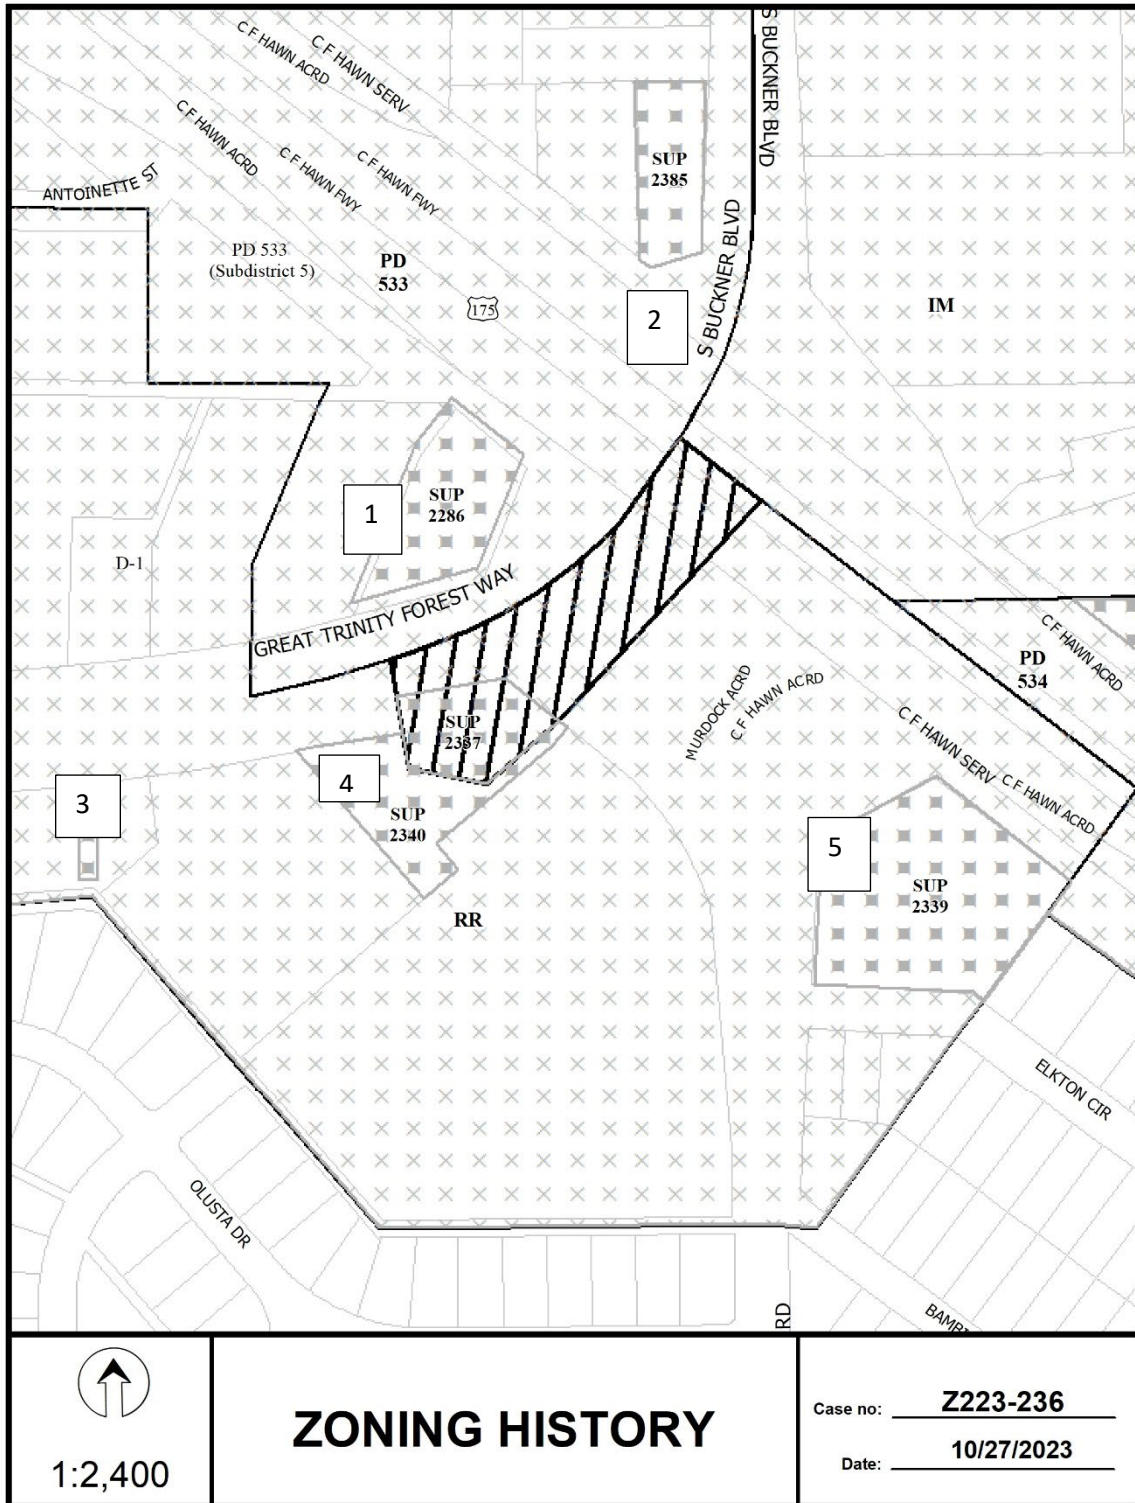 C F HAWN SERV
C F HAWN ACRD
S BUCKNER BLVD
C F HAWN ACRD
C F HAWN FWY
C F HAWN FWY
ANTOINETTE ST
SUP
2385
PD 533
(Subdistrict 5)
PD
533
175
S BUCKNER BLVD
2
IM
1
SUP
2286
D-1
GREAT TRINITY FOREST WAY
C F HAWN ACRD
PD
534
MURDOCK ACRD
C F HAWN ACRD
SUP
2337
C F HAWN SERV
C F HAWN ACRD
3
4
SUP
2340
5
SUP
2339
RR
ELKTON CIR
OLUSTA DR
RD
1:2,400
ZONING HISTORY
Case no: Z223-236
Date: 10/27/2023